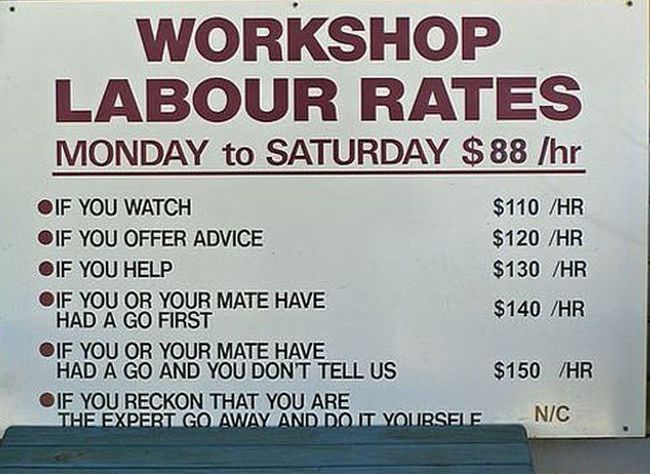 WORKSHOP
LABOUR RATES
MONDAY to SATURDAY $88 /hr
●IF YOU WATCH $110 /HR
●IF YOU OFFER ADVICE $120 /HR
●IF YOU HELP $130 /HR
●IF YOU OR YOUR MATE HAVE
HAD A GO FIRST $140 /HR
●IF YOU OR YOUR MATE HAVE
HAD A GO AND YOU DON'T TELL US $150 /HR
●IF YOU RECKON THAT YOU ARE
THE EXPERT GO AWAY AND DO IT YOURSELF N/C